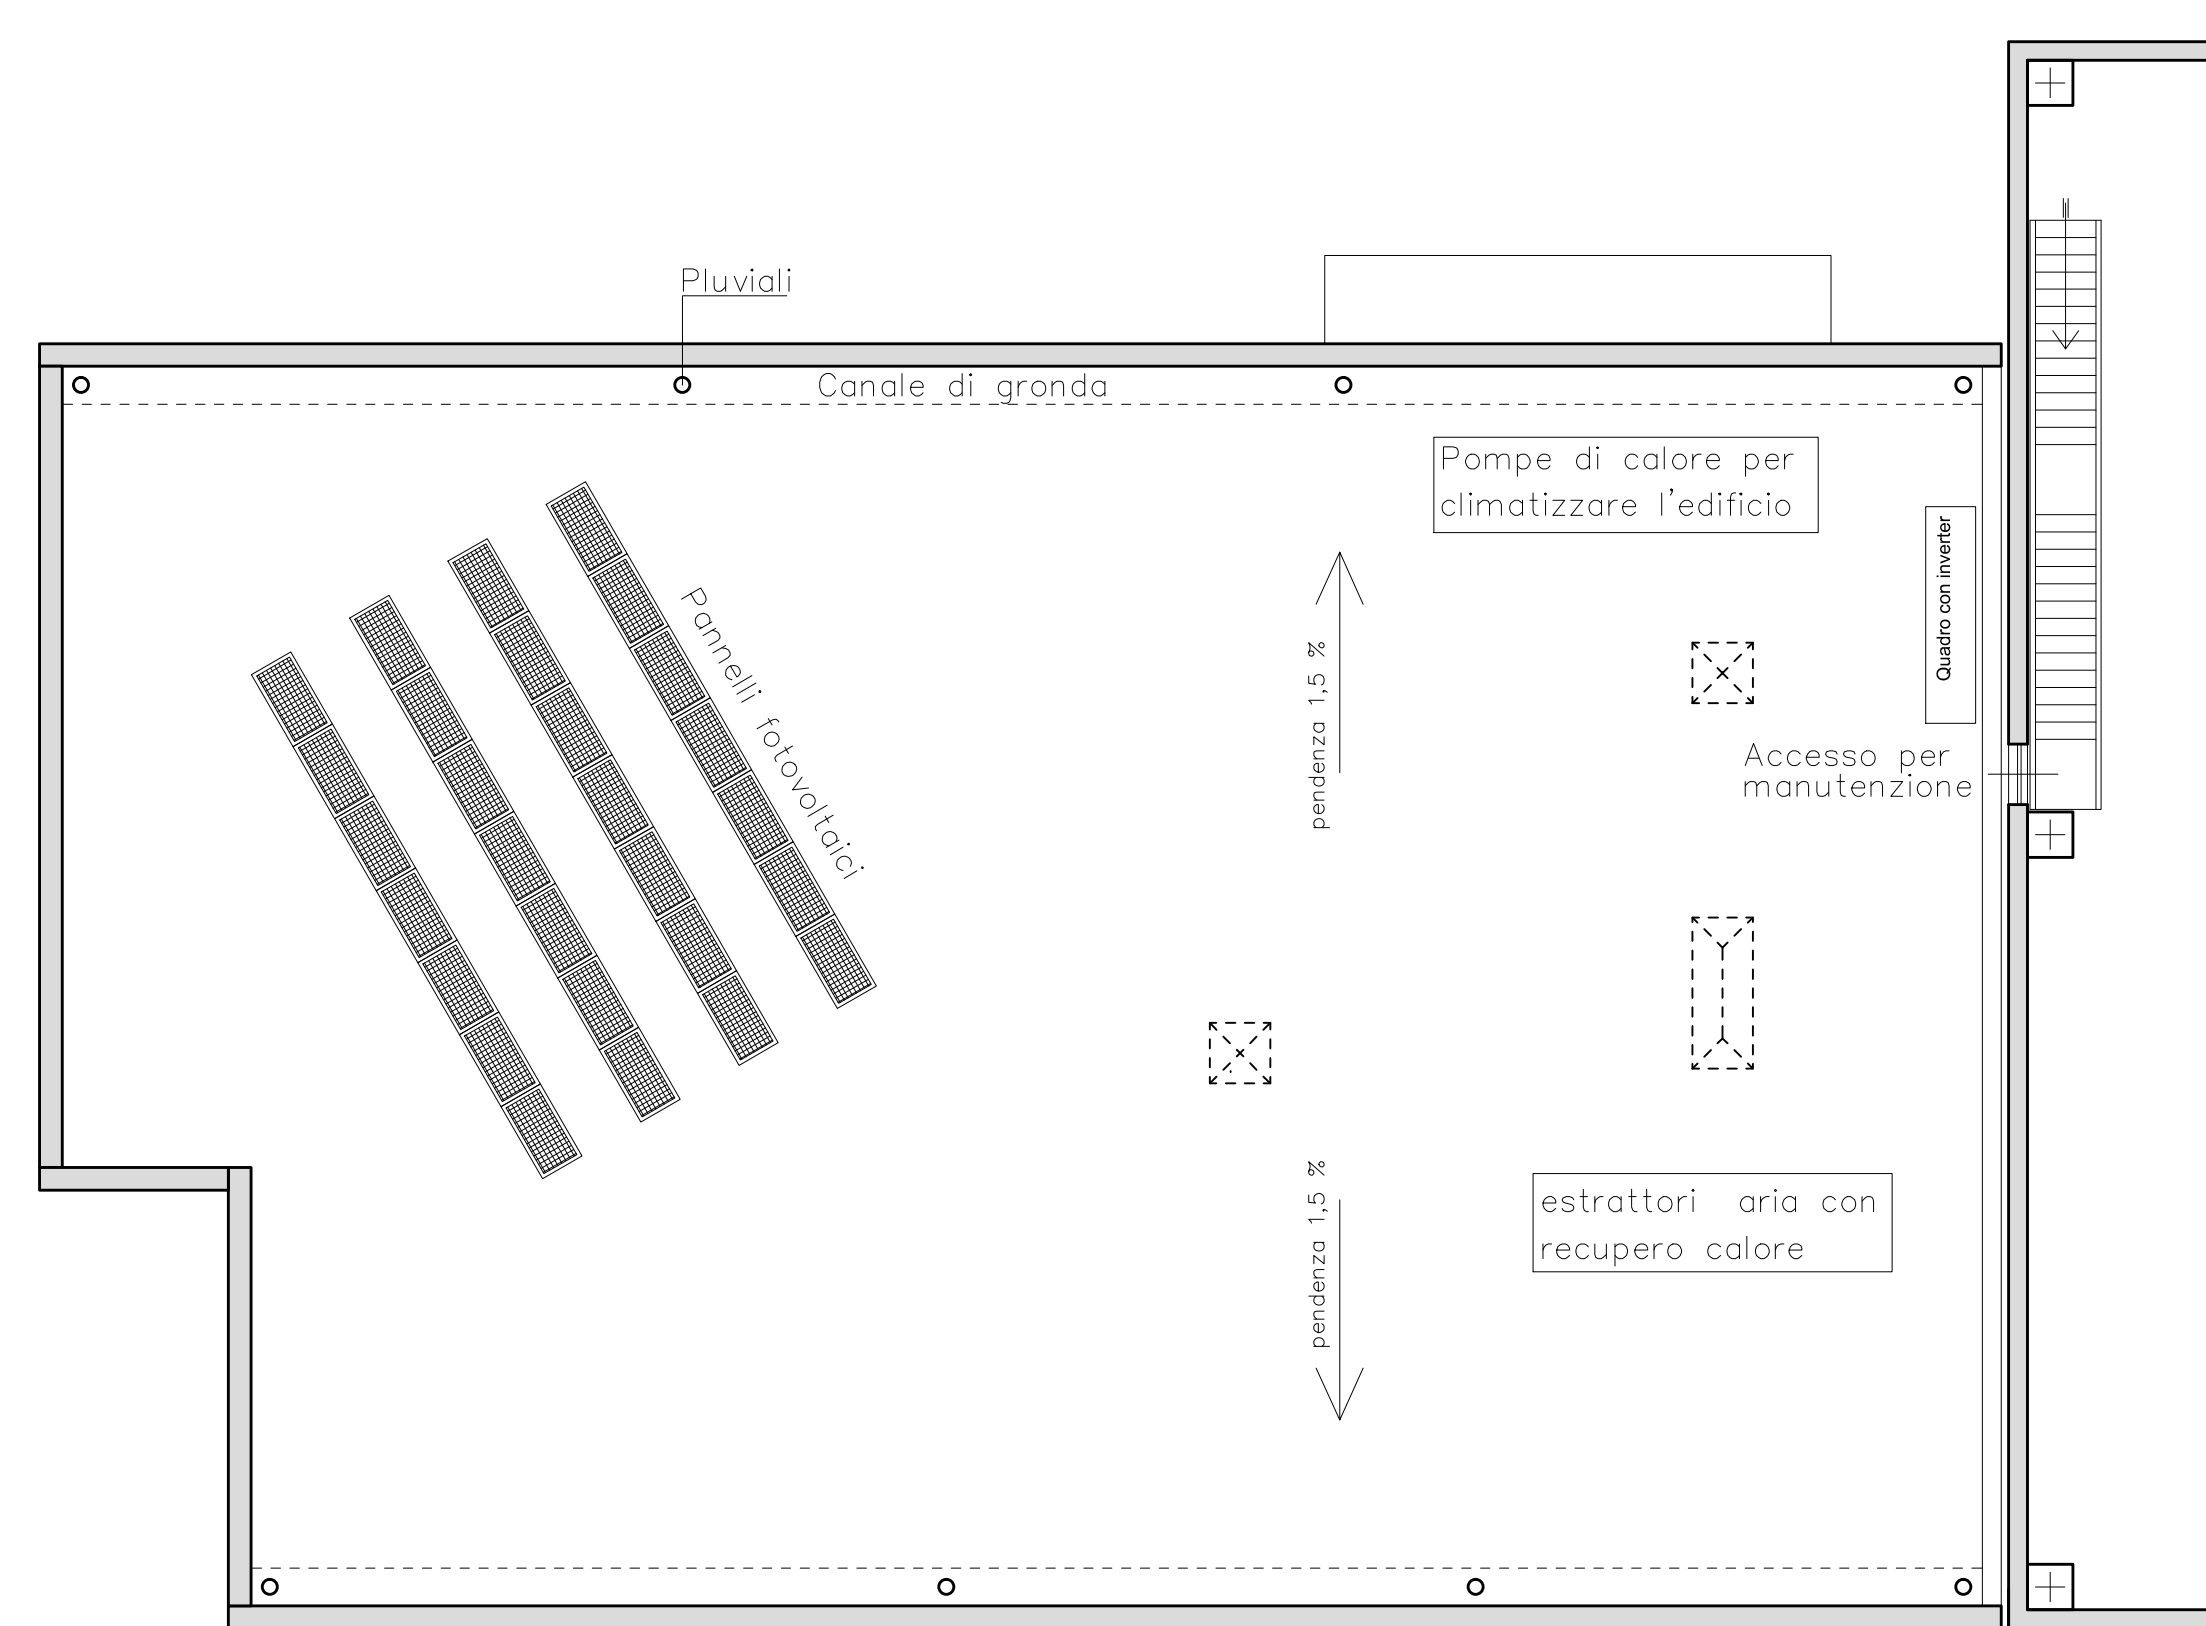 Pluviali
Canale di gronda
Pompe di calore per
climatizzare l'edificio
Quadro con inverter
Pannelli fotovoltaici
pendenza 1,5 %
Accesso per
manutenzione
pendenza 1,5 %
estrattori aria con
recupero calore